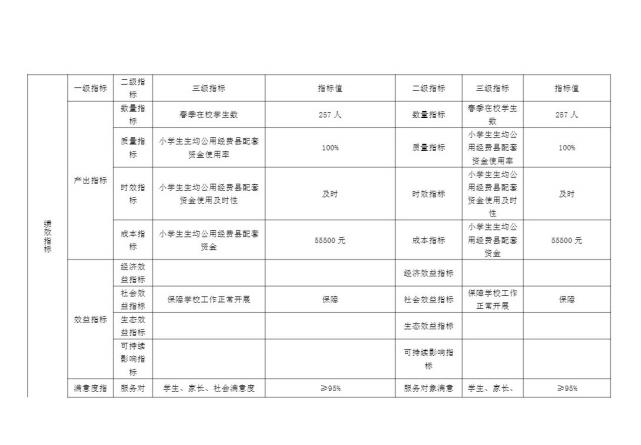 一级指标 二级指标 三级指标 指标值 二级指标 三级指标 指标值
绩效指标
产出指标
数量指标 春季在校学生数 257 人 数量指标 春季在校学生数 257 人
质量指标 小学生生均公用经费县配套资金使用率 100% 质量指标 小学生生均公用经费县配套资金使用率 100%
时效指标 小学生生均公用经费县配套资金使用及时性 及时 时效指标 小学生生均公用经费县配套资金使用及时性 及时
成本指标 小学生生均公用经费县配套资金 55500 元 成本指标 小学生生均公用经费县配套资金 55500 元
效益指标
经济效益指标 经济效益指标
社会效益指标 保障学校工作正常开展 保障 社会效益指标 保障学校工作正常开展 保障
生态效益指标 生态效益指标
可持续影响指标 可持续影响指标
满意度指 服务对 学生、家长、社会满意度 ≥95% 服务对象满意 学生、家长、 ≥95%